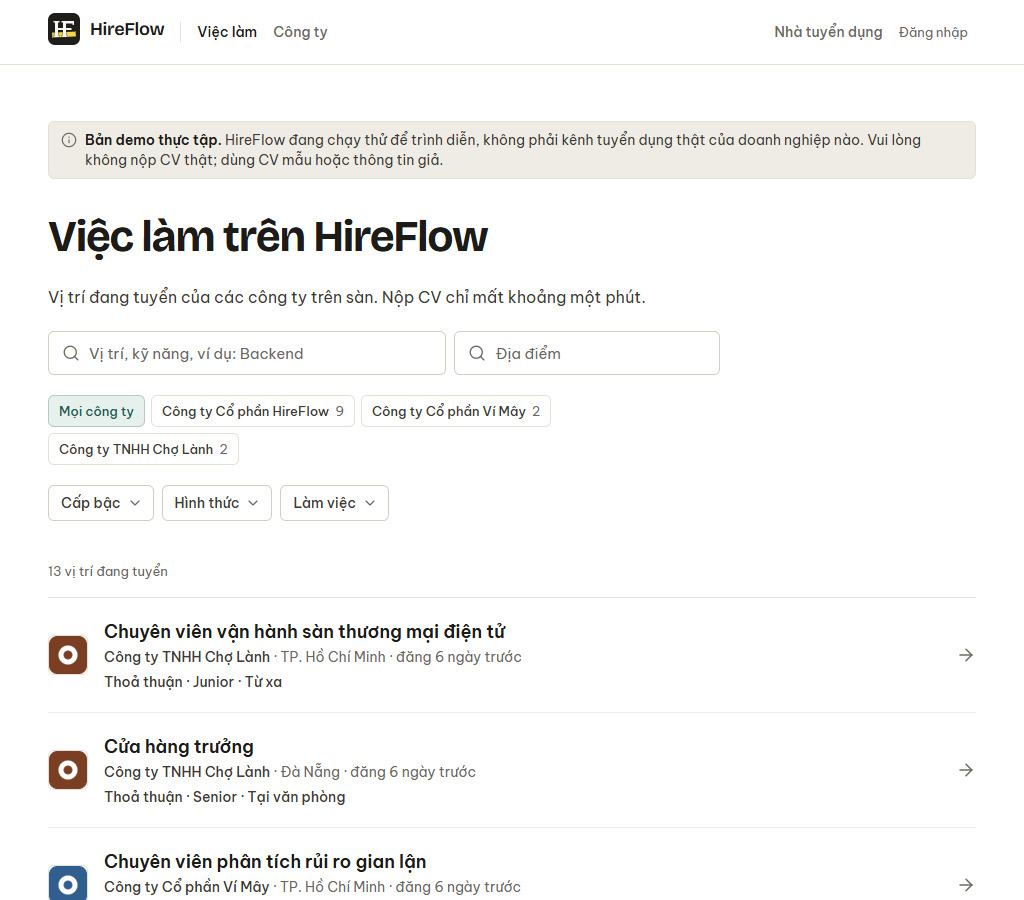 HF HireFlow Việc làm Công ty Nhà tuyển dụng Đăng nhập
Bản demo thực tập. HireFlow đang chạy thử để trình diễn, không phải kênh tuyển dụng thật của doanh nghiệp nào. Vui lòng
không nộp CV thật; dùng CV mẫu hoặc thông tin giả.
Việc làm trên HireFlow
Vị trí đang tuyển của các công ty trên sàn. Nộp CV chỉ mất khoảng một phút.
Vị trí, kỹ năng, ví dụ: Backend Địa điểm
Mọi công ty Công ty Cổ phần HireFlow 9 Công ty Cổ phần Ví Mây 2
Công ty TNHH Chợ Lành 2
Cấp bậc Hình thức Làm việc
13 vị trí đang tuyển
Chuyên viên vận hành sàn thương mại điện tử
Công ty TNHH Chợ Lành · TP. Hồ Chí Minh · đăng 6 ngày trước
Thoả thuận · Junior · Từ xa
Cửa hàng trưởng
Công ty TNHH Chợ Lành · Đà Nẵng · đăng 6 ngày trước
Thoả thuận · Senior · Tại văn phòng
Chuyên viên phân tích rủi ro gian lận
Công ty Cổ phần Ví Mây · TP. Hồ Chí Minh · đăng 6 ngày trước